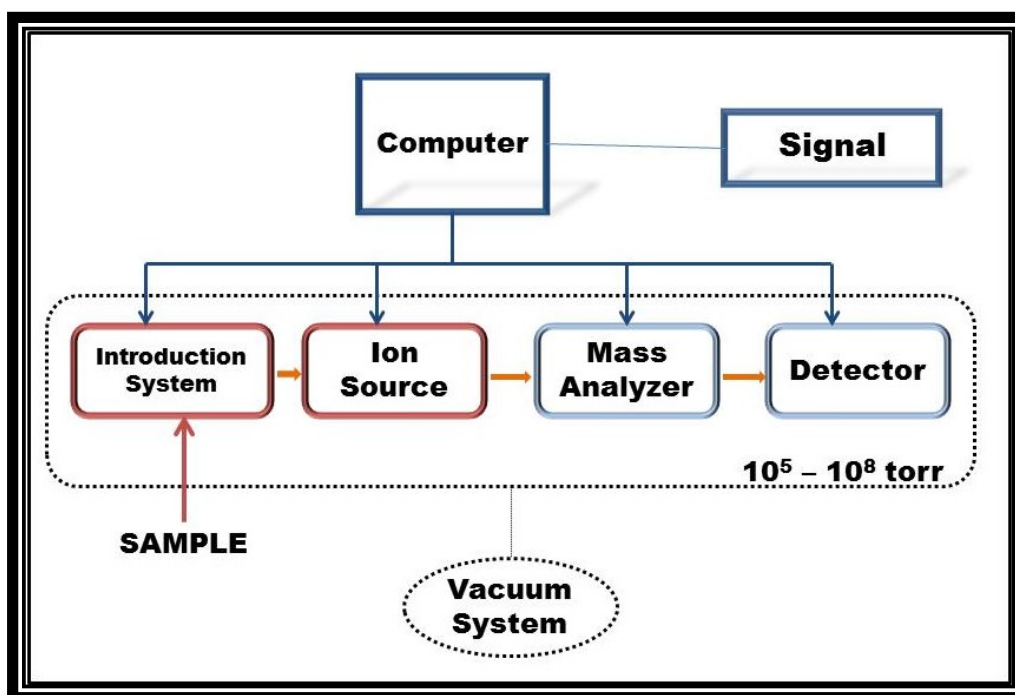 Computer
Signal
Introduction
System
Ion
Source
Mass
Analyzer
Detector
10⁵ – 10⁸ torr
SAMPLE
Vacuum
System